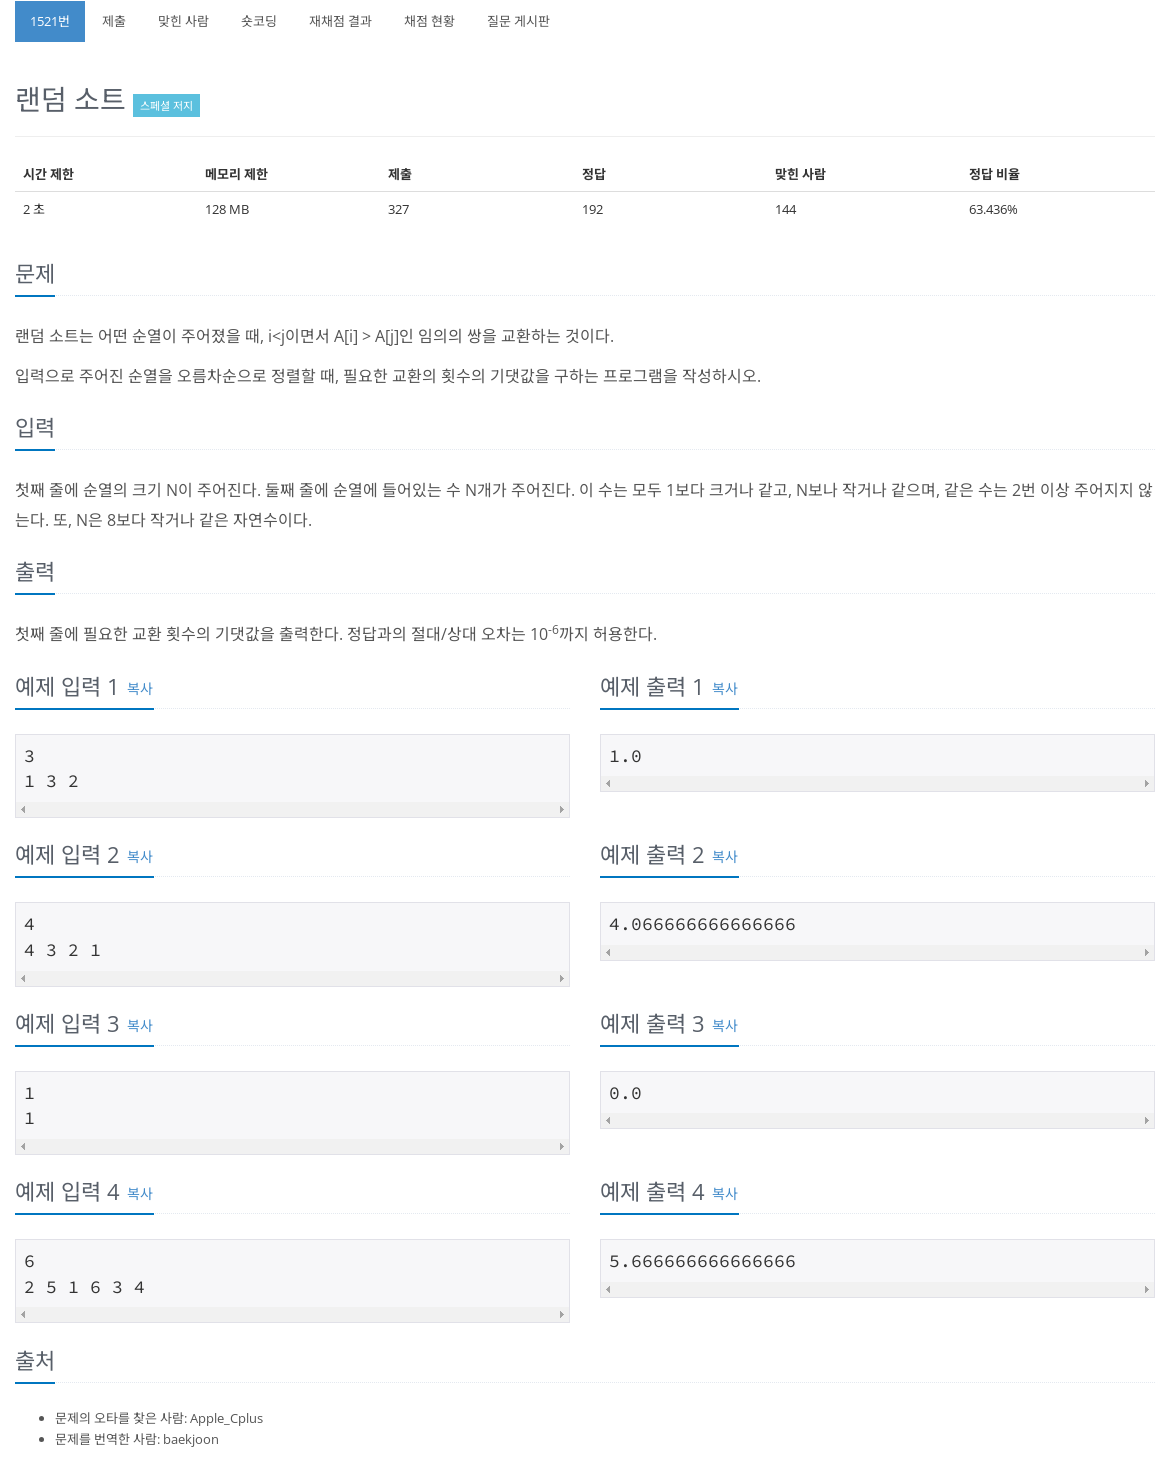 1521번 제출 맞힌 사람 숏코딩 재채점 결과 채점 현황 질문 게시판
랜덤 소트 스페셜 저지
시간 제한 메모리 제한 제출 정답 맞힌 사람 정답 비율
2 초 128 MB 327 192 144 63.436%
문제
랜덤 소트는 어떤 순열이 주어졌을 때, i<j이면서 A[i] > A[j]인 임의의 쌍을 교환하는 것이다.
입력으로 주어진 순열을 오름차순으로 정렬할 때, 필요한 교환의 횟수의 기댓값을 구하는 프로그램을 작성하시오.
입력
첫째 줄에 순열의 크기 N이 주어진다. 둘째 줄에 순열에 들어있는 수 N개가 주어진다. 이 수는 모두 1보다 크거나 같고, N보나 작거나 같으며, 같은 수는 2번 이상 주어지지 않
는다. 또, N은 8보다 작거나 같은 자연수이다.
출력
첫째 줄에 필요한 교환 횟수의 기댓값을 출력한다. 정답과의 절대/상대 오차는 10-6까지 허용한다.
예제 입력 1 복사
3
1 3 2
예제 출력 1 복사
1.0
예제 입력 2 복사
4
4 3 2 1
예제 출력 2 복사
4.066666666666666
예제 입력 3 복사
1
1
예제 출력 3 복사
0.0
예제 입력 4 복사
6
2 5 1 6 3 4
예제 출력 4 복사
5.666666666666666
출처
문제의 오타를 찾은 사람: Apple_Cplus
문제를 번역한 사람: baekjoon